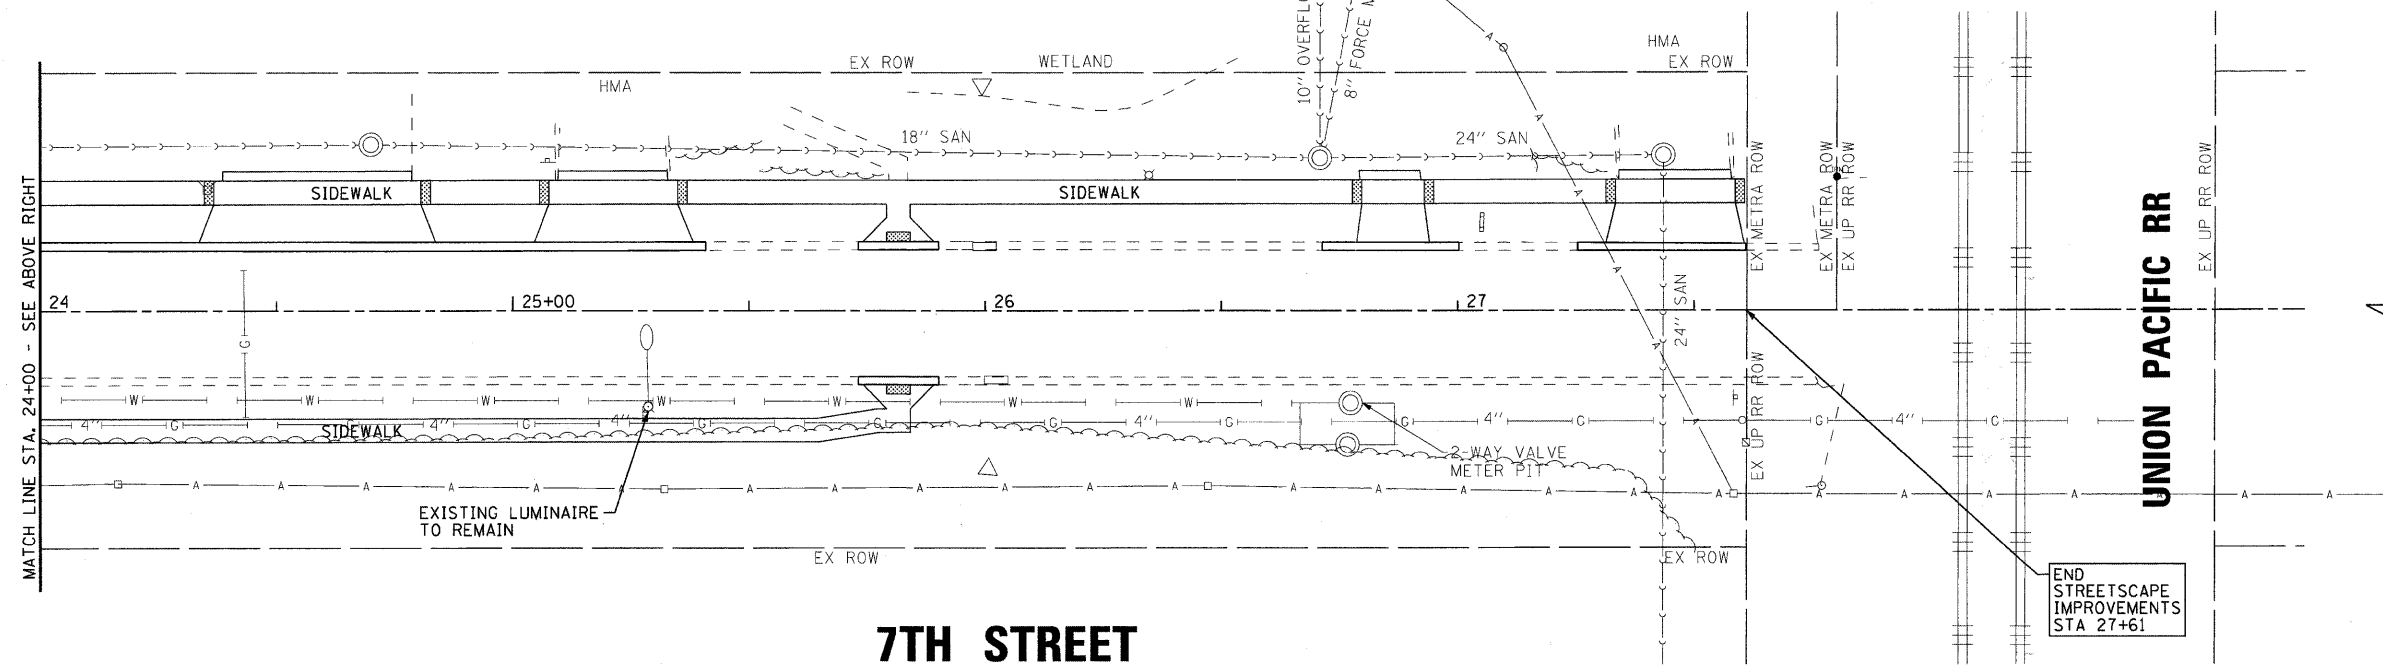 10" OVERFL
8" FORCE M
HMA
EX ROW
WETLAND
EX ROW
HMA
18" SAN
24" SAN
SIDEWALK
SIDEWALK
MATCH LINE STA. 24+00 - SEE ABOVE RIGHT
EX METRA ROW
EX METRA ROW
EX UP RR ROW
UNION PACIFIC RR
EX UP RR ROW
24
25+00
26
27
24" SAN
G
EX UP RR ROW
W W W W W W W
4" G 4" G 4" G G G 4" G G 4" G G 4" G
SIDEWALK
2-WAY VALVE
METER PIT
A A A A A A A A A A A A A A A A A A A A A A A A
EXISTING LUMINAIRE
TO REMAIN
EX ROW
EX ROW
END
STREETSCAPE
IMPROVEMENTS
STA 27+61
7TH STREET